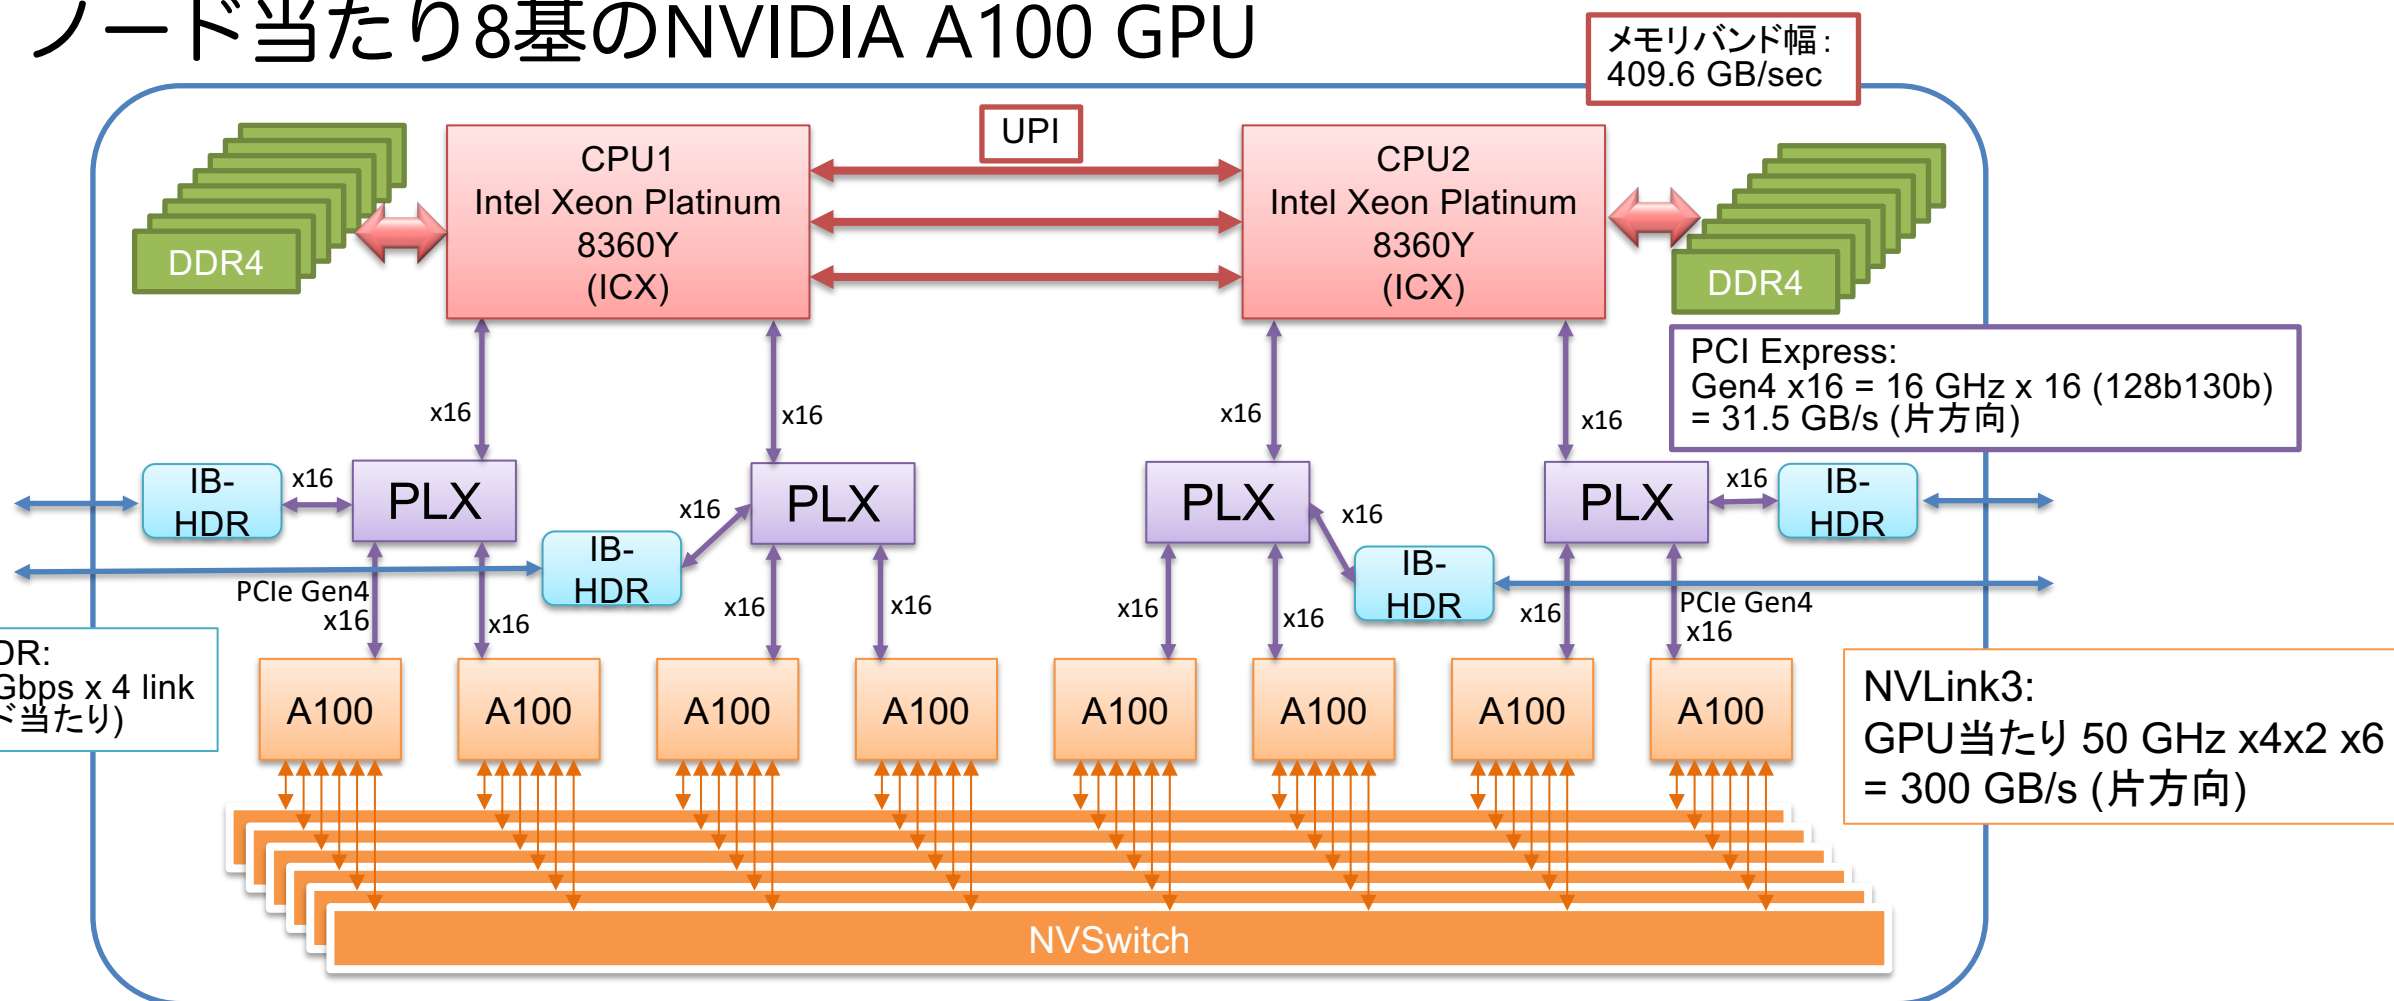 ノード当たり8基のNVIDIA A100 GPU
メモリバンド幅:
409.6 GB/sec
UPI
CPU1
Intel Xeon Platinum
8360Y
(ICX)
CPU2
Intel Xeon Platinum
8360Y
(ICX)
DDR4
DDR4
PCI Express:
Gen4 x16 = 16 GHz x 16 (128b130b)
= 31.5 GB/s (片方向)
x16
x16
x16
x16
IB-
HDR
x16
PLX
x16
PLX
PLX
x16
PLX
x16
IB-
HDR
IB-
HDR
IB-
HDR
PCIe Gen4
x16
x16
x16
x16
x16
x16
x16
PCIe Gen4
x16
DR:
Gbps x 4 link
ド当たり)
A100
A100
A100
A100
A100
A100
A100
A100
NVLink3:
GPU当たり 50 GHz x4x2 x6
= 300 GB/s (片方向)
NVSwitch